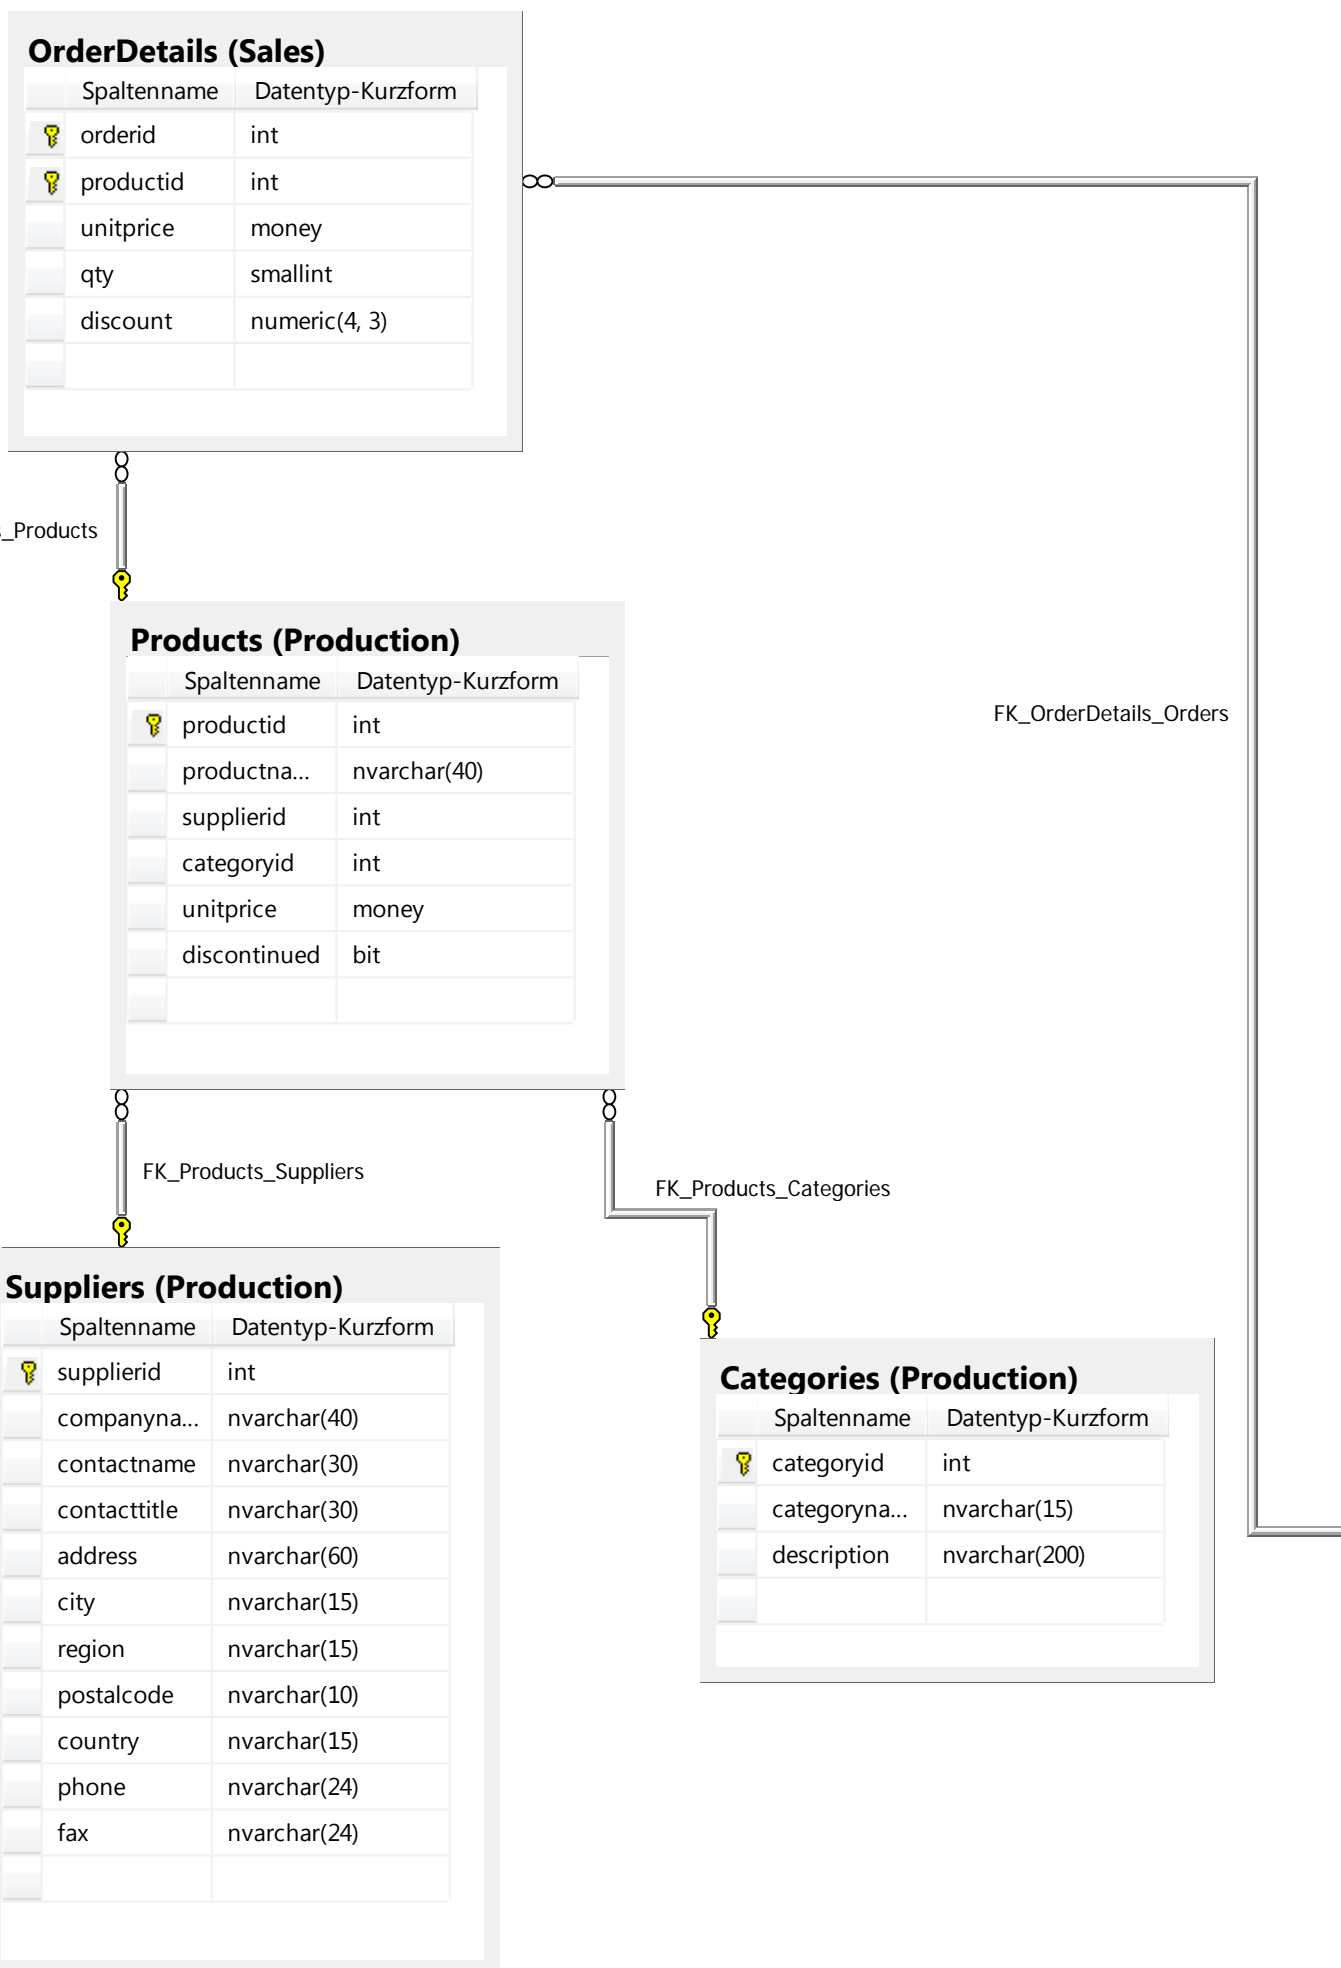 OrderDetails (Sales)
Spaltenname Datentyp-Kurzform
orderid int
productid int
unitprice money
qty smallint
discount numeric(4, 3)
s_Products
Products (Production)
Spaltenname Datentyp-Kurzform
productid int
productna... nvarchar(40)
supplierid int
categoryid int
unitprice money
discontinued bit
FK_OrderDetails_Orders
FK_Products_Suppliers
FK_Products_Categories
Suppliers (Production)
Spaltenname Datentyp-Kurzform
supplierid int
companyna... nvarchar(40)
contactname nvarchar(30)
contacttitle nvarchar(30)
address nvarchar(60)
city nvarchar(15)
region nvarchar(15)
postalcode nvarchar(10)
country nvarchar(15)
phone nvarchar(24)
fax nvarchar(24)
Categories (Production)
Spaltenname Datentyp-Kurzform
categoryid int
categoryna... nvarchar(15)
description nvarchar(200)